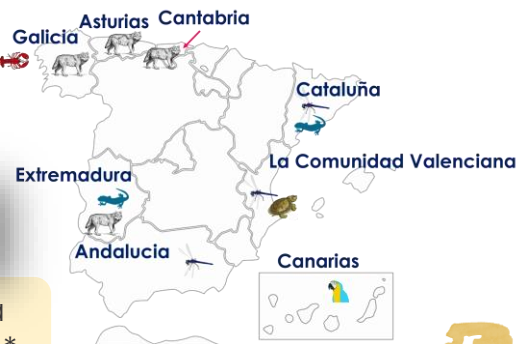 Asturias Cantabria
Galicia
Cataluña
La Comunidad Valenciana
Extremadura
Andalucia
Canarias
*